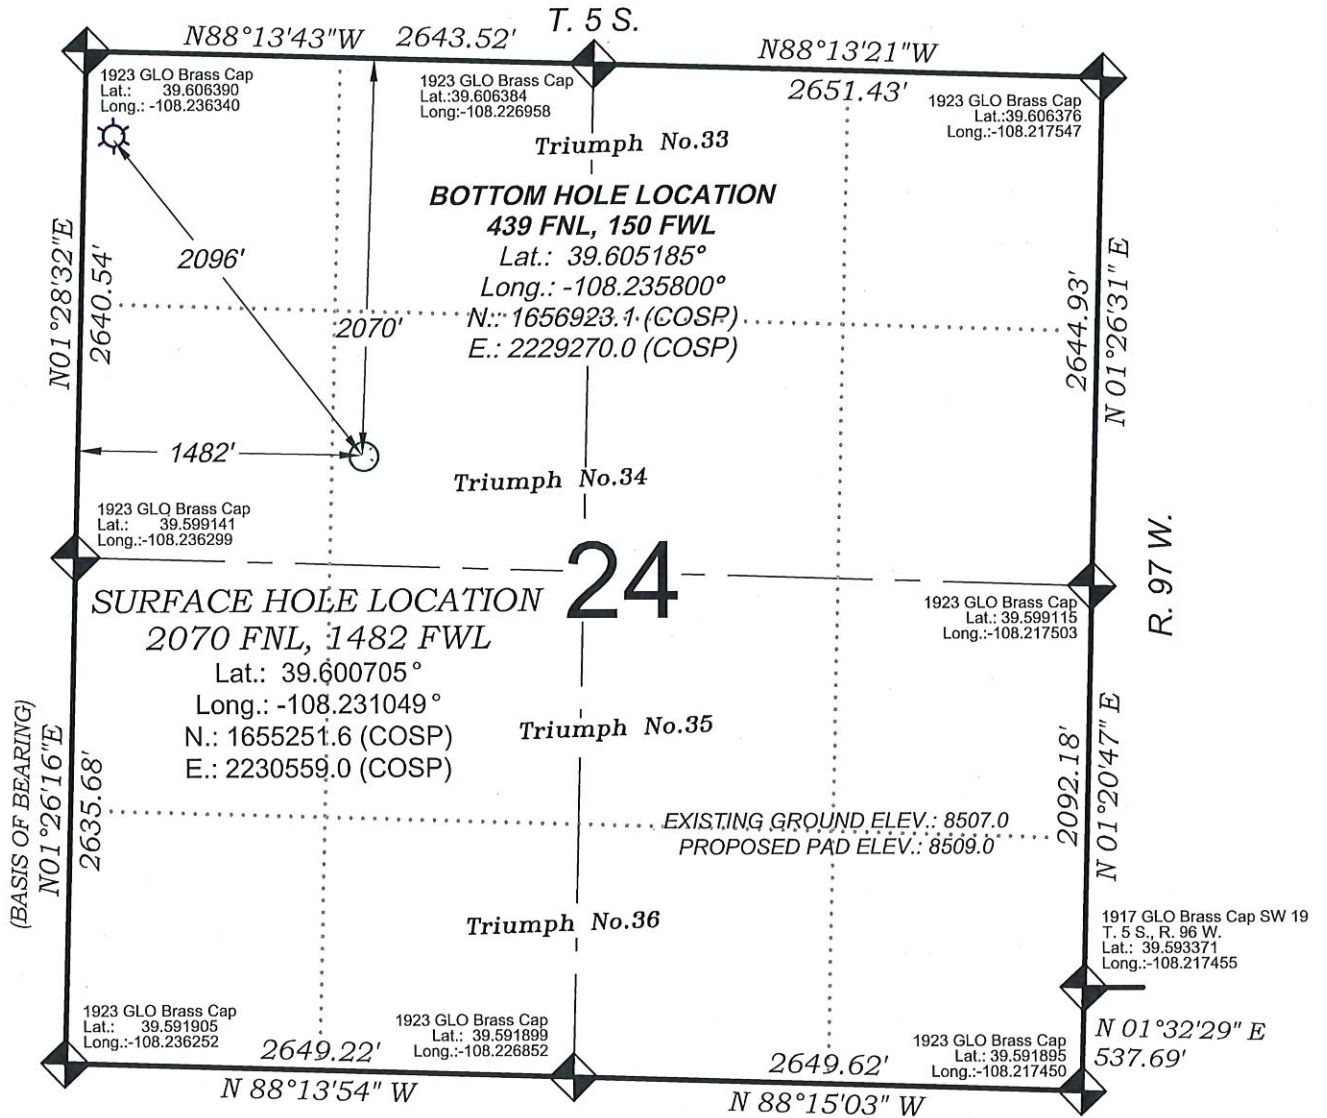 T. 5 S.
N88°13'43"W 2643.52'
N88°13'21"W
2651.43'
1923 GLO Brass Cap
Lat.: 39.606390
Long.: -108.236340
1923 GLO Brass Cap
Lat.:39.606384
Long:-108.226958
1923 GLO Brass Cap
Lat.:39.606376
Long.:-108.217547
Triumph No.33
BOTTOM HOLE LOCATION
439 FNL, 150 FWL
Lat.: 39.605185°
Long.: -108.235800°
N.: 1656923.1 (COSP)
E.: 2229270.0 (COSP)
N01°28'32"E
2640.54'
2096'
2070'
2644.93'
N 01°26'31" E
1482'
Triumph No.34
1923 GLO Brass Cap
Lat.: 39.599141
Long.:-108.236299
24
R. 97 W.
SURFACE HOLE LOCATION
2070 FNL, 1482 FWL
Lat.: 39.600705°
Long.: -108.231049°
N.: 1655251.6 (COSP)
E.: 2230559.0 (COSP)
1923 GLO Brass Cap
Lat.: 39.599115
Long.:-108.217503
Triumph No.35
(BASIS OF BEARING)
N01°26'16"E
2635.68'
2092.18'
N 01°20'47" E
EXISTING GROUND ELEV.: 8507.0
PROPOSED PAD ELEV.: 8509.0
Triumph No.36
1917 GLO Brass Cap SW 19
T. 5 S., R. 96 W.
Lat.: 39.593371
Long.:-108.217455
1923 GLO Brass Cap
Lat.: 39.591905
Long.:-108.236252
1923 GLO Brass Cap
Lat.: 39.591899
Long.:-108.226852
1923 GLO Brass Cap
Lat.: 39.591895
Long.:-108.217450
N 01°32'29" E
537.69'
2649.22'
N 88°13'54" W
2649.62'
N 88°15'03" W